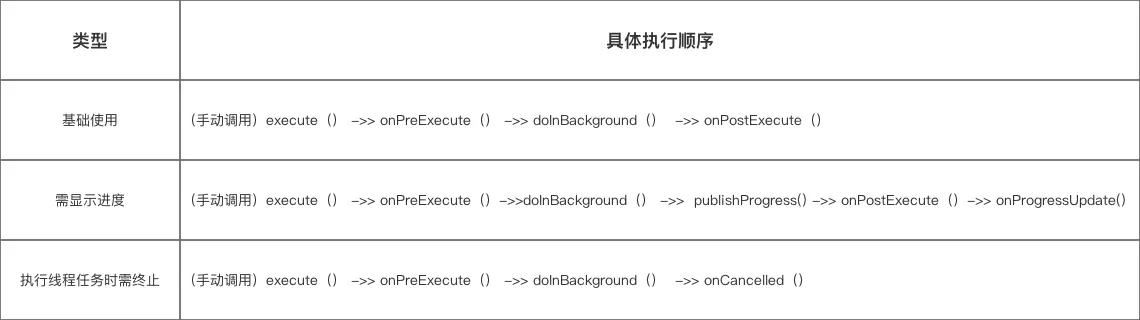 类型
具体执行顺序
基础使用
（手动调用）execute（） ->> onPreExecute（） ->> doInBackground（） ->> onPostExecute（）
需显示进度
（手动调用）execute（） ->> onPreExecute（） ->>doInBackground（） ->> publishProgress() ->> onPostExecute（） ->> onProgressUpdate()
执行线程任务时需终止
（手动调用）execute（） ->> onPreExecute（） ->> doInBackground（） ->> onCancelled（）